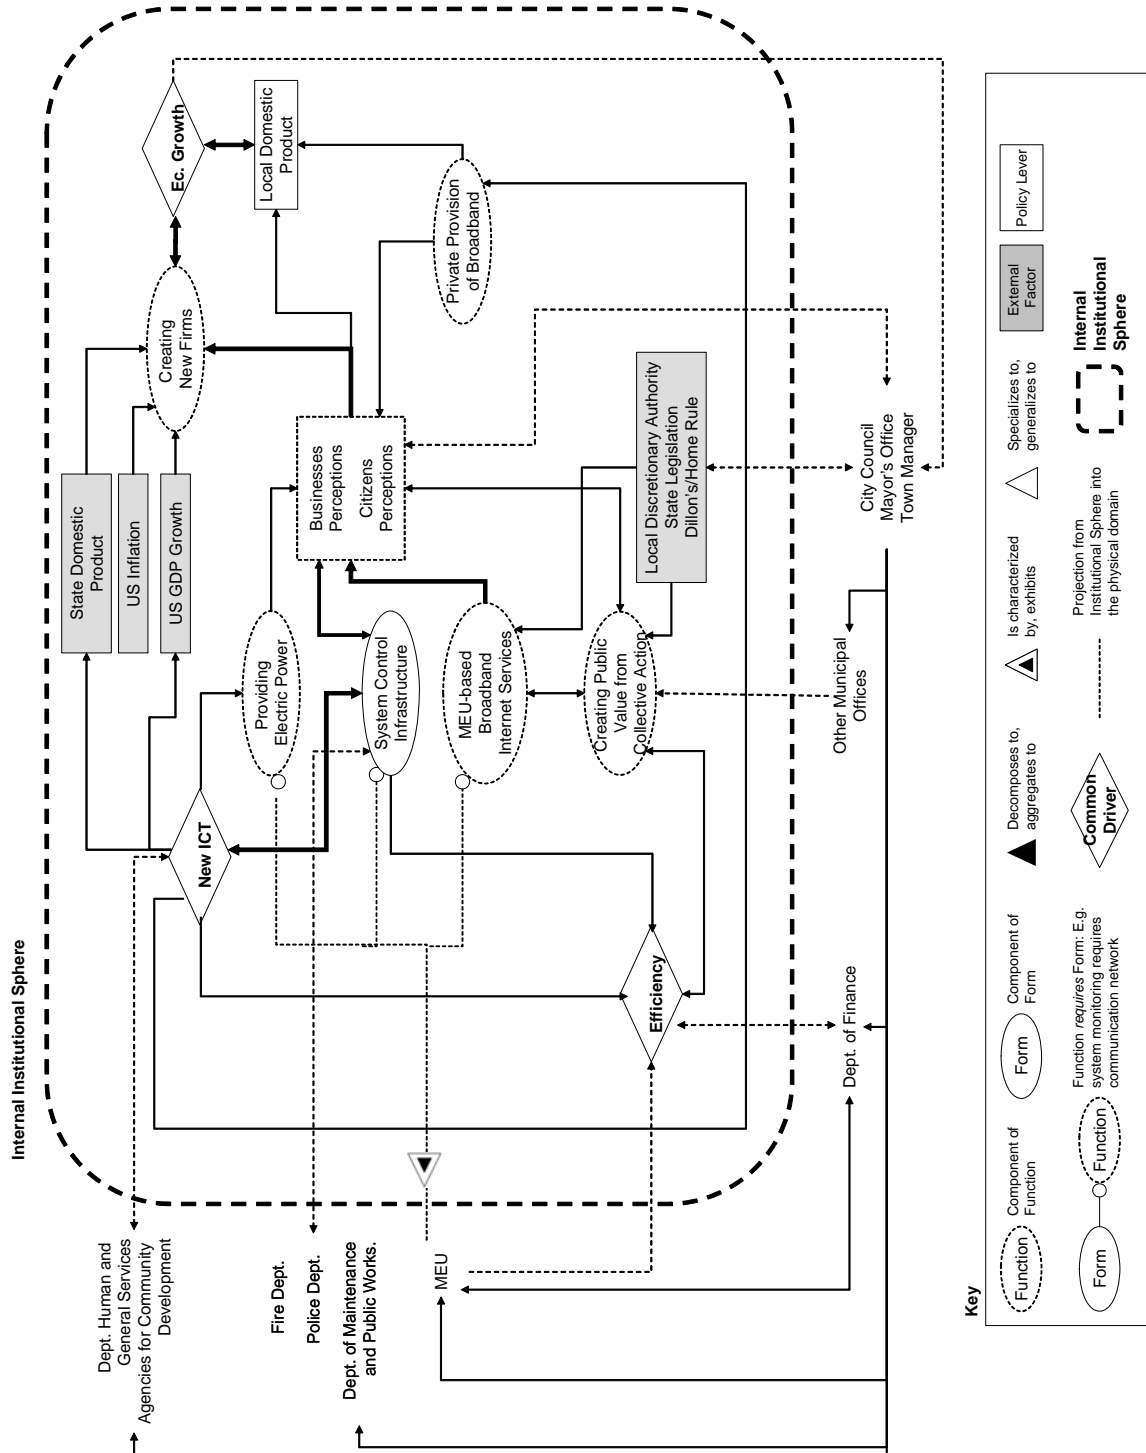 Internal Institutional Sphere
Dept. Human and
General Services
Agencies for Community
Development
Fire Dept.
Police Dept.
Dept. of Maintenance
and Public Works.
MEU
New ICT
Efficiency
Dept. of Finance
State Domestic
Product
US Inflation
US GDP Growth
Providing
Electric Power
System Control
Infrastructure
MEU-based
Broadband
Internet Services
Creating Public
Value from
Collective Action
Other Municipal
Offices
Businesses
Perceptions
Citizens
Perceptions
Local Discretionary Authority
State Legislation
Dillon's/Home Rule
City Council
Mayor's Office
Town Manager
Creating
New Firms
Ec. Growth
Local Domestic
Product
Private Provision
of Broadband
Key
Function
Component of
Function
Form
Component of
Form
Decomposes to,
aggregates to
Is characterized
by, exhibits
Specializes to,
generalizes to
External
Factor
Policy Lever
Form
Function
Function requires Form: E.g.
system monitoring requires
communication network
Common
Driver
Projection from
Institutional Sphere into
the physical domain
Internal
Institutional
Sphere